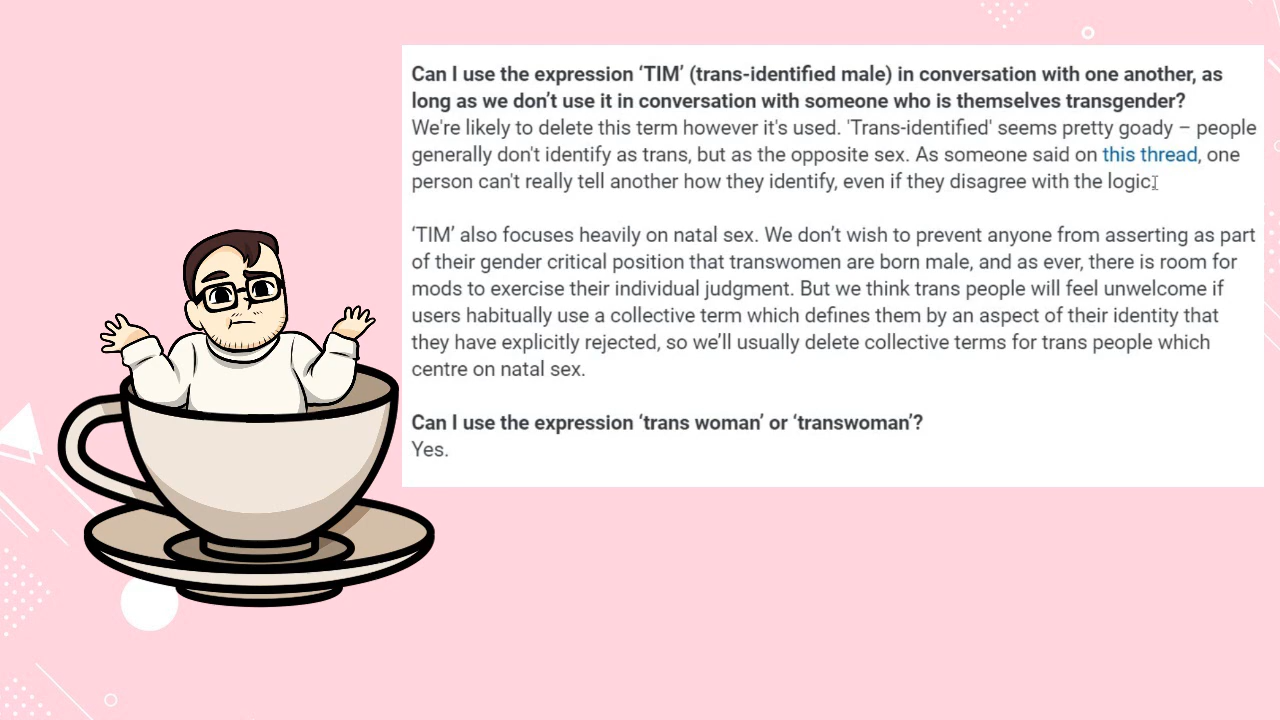 Can I use the expression ‘TIM’ (trans-identified male) in conversation with one another, as
long as we don’t use it in conversation with someone who is themselves transgender?
We're likely to delete this term however it's used. 'Trans-identified' seems pretty goady – people
generally don't identify as trans, but as the opposite sex. As someone said on this thread, one
person can't really tell another how they identify, even if they disagree with the logic.
‘TIM’ also focuses heavily on natal sex. We don’t wish to prevent anyone from asserting as part
of their gender critical position that transwomen are born male, and as ever, there is room for
mods to exercise their individual judgment. But we think trans people will feel unwelcome if
users habitually use a collective term which defines them by an aspect of their identity that
they have explicitly rejected, so we’ll usually delete collective terms for trans people which
centre on natal sex.
Can I use the expression ‘trans woman’ or ‘transwoman’?
Yes.